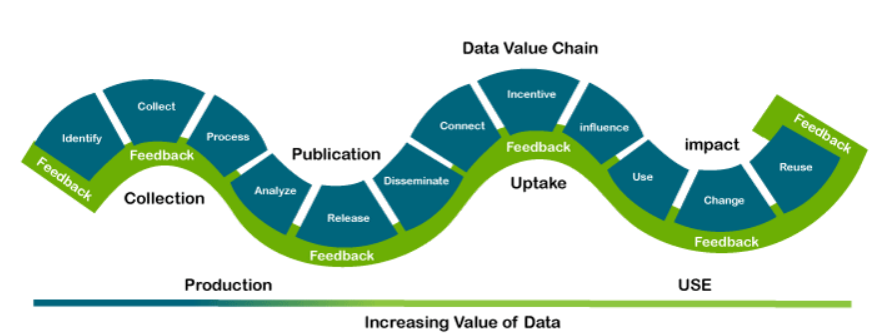 Data Value Chain
Identify
Collect
Process
Analyze
Release
Disseminate
Connect
Incentive
influence
Use
Change
Reuse
Feedback
Feedback
Feedback
Feedback
Feedback
Feedback
Collection
Publication
Uptake
impact
Production
USE
Increasing Value of Data